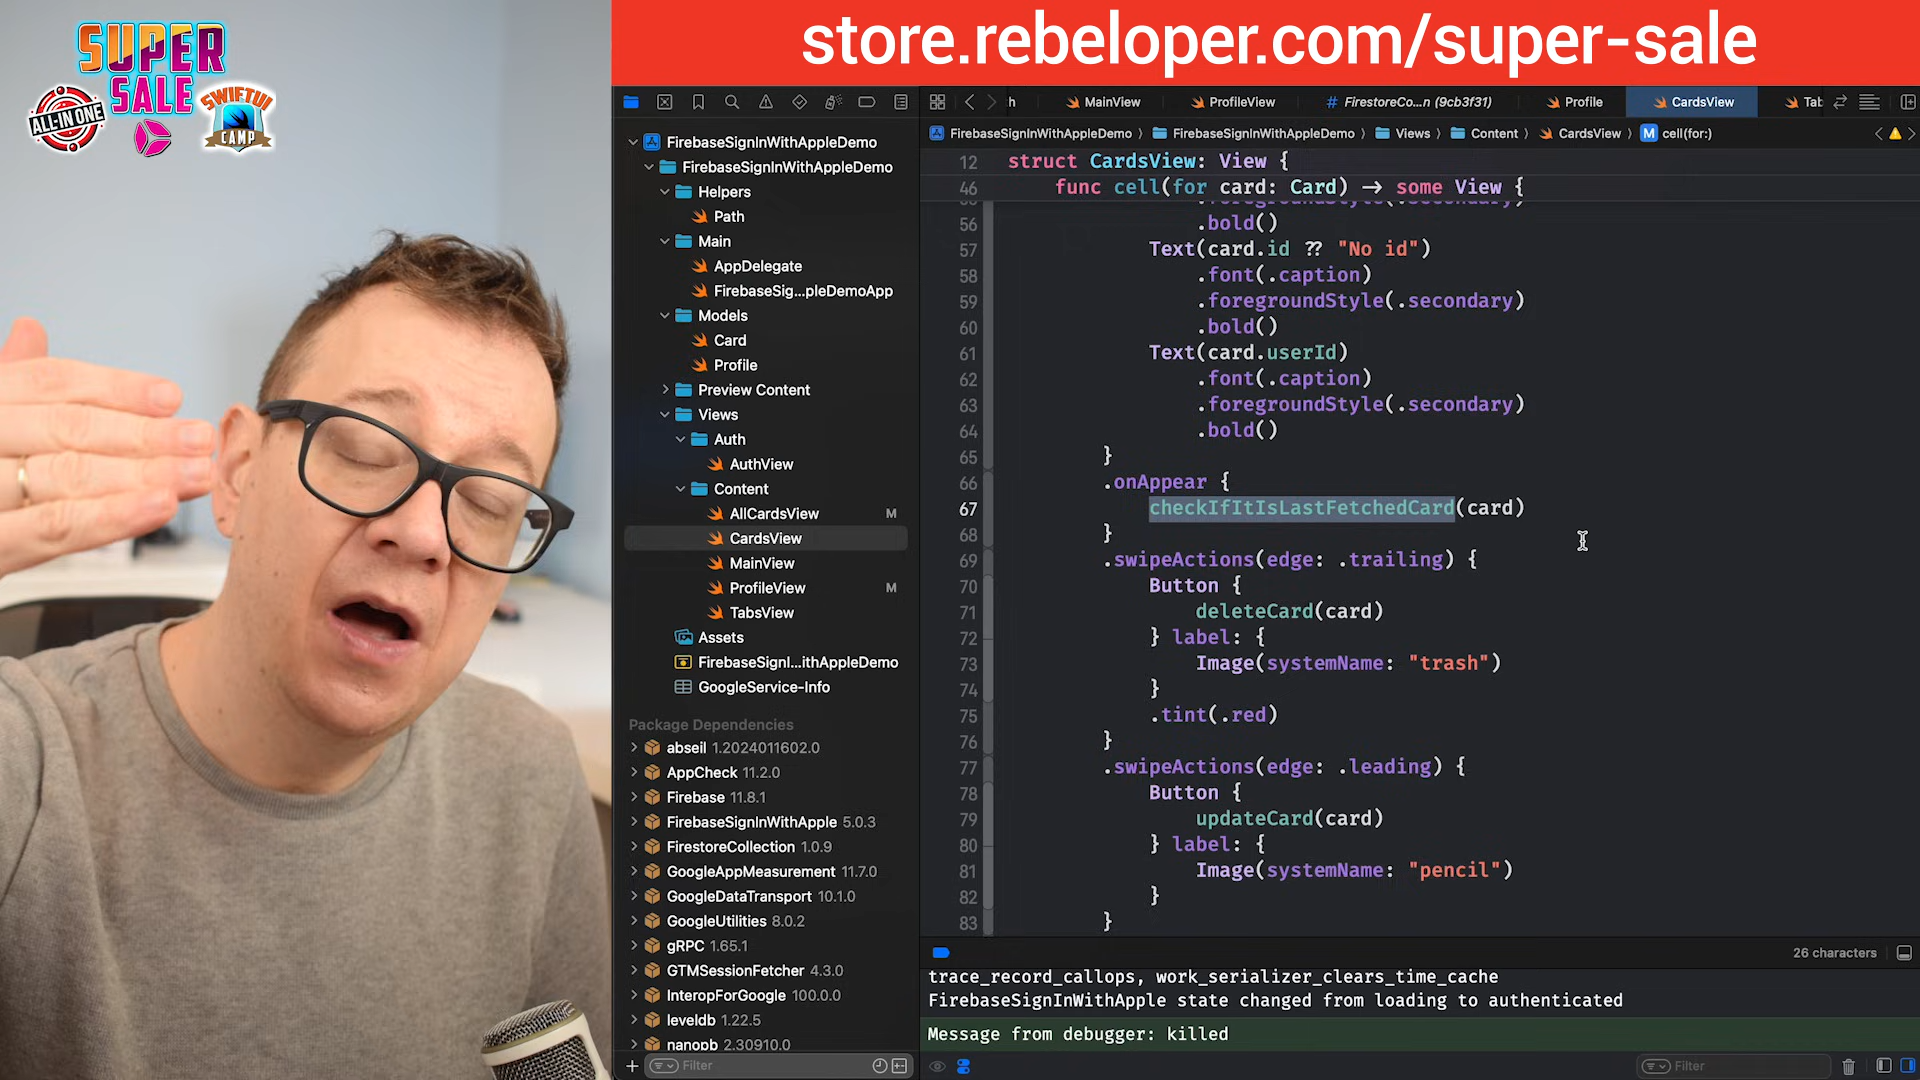 store.rebeloper.com/super-sale
SUPER
SALE
ALL-IN ONE
SWIFTUI
CAMP
MainView
ProfileView
# FirestoreCo...n (9cb3f31)
Profile
CardsView
Tab
FirebaseSignInWithAppleDemo
FirebaseSignInWithAppleDemo
Views
Content
CardsView
M cell(for:)
FirebaseSignInWithAppleDemo
FirebaseSignInWithAppleDemo
Helpers
Path
Main
AppDelegate
FirebaseSig...pleDemoApp
Models
Card
Profile
Preview Content
Views
Auth
AuthView
Content
AllCardsView M
CardsView
MainView
ProfileView M
TabsView
Assets
FirebaseSignI...ithAppleDemo
GoogleService-Info
Package Dependencies
abseil 1.2024011602.0
AppCheck 11.2.0
Firebase 11.8.1
FirebaseSignInWithApple 5.0.3
FirestoreCollection 1.0.9
GoogleAppMeasurement 11.7.0
GoogleDataTransport 10.1.0
GoogleUtilities 8.0.2
gRPC 1.65.1
GTMSessionFetcher 4.3.0
InteropForGoogle 100.0.0
leveldb 1.22.5
nanopb 2.30910.0
Filter
12 struct CardsView: View {
46 func cell(for card: Card) -> some View {
.foregroundStyle(.secondary)
56 .bold()
57 Text(card.id ?? "No id")
58 .font(.caption)
59 .foregroundStyle(.secondary)
60 .bold()
61 Text(card.userId)
62 .font(.caption)
63 .foregroundStyle(.secondary)
64 .bold()
65 }
66 .onAppear {
67 checkIfItIsLastFetchedCard(card)
68 }
69 .swipeActions(edge: .trailing) {
70 Button {
71 deleteCard(card)
72 } label: {
73 Image(systemName: "trash")
74 }
75 .tint(.red)
76 }
77 .swipeActions(edge: .leading) {
78 Button {
79 updateCard(card)
80 } label: {
81 Image(systemName: "pencil")
82 }
83 }
26 characters
trace_record_callops, work_serializer_clears_time_cache
FirebaseSignInWithApple state changed from loading to authenticated
Message from debugger: killed
Filter